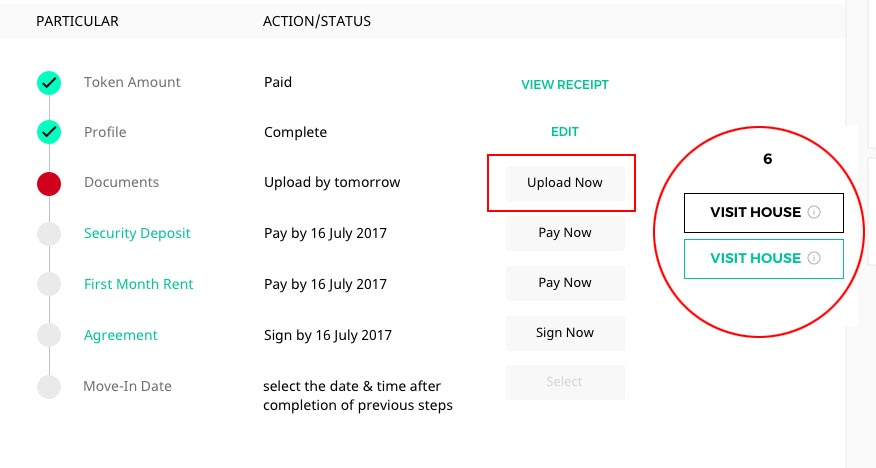 PARTICULAR ACTION/STATUS
Token Amount Paid VIEW RECEIPT
Profile Complete EDIT
Documents Upload by tomorrow Upload Now
Security Deposit Pay by 16 July 2017 Pay Now
First Month Rent Pay by 16 July 2017 Pay Now
Agreement Sign by 16 July 2017 Sign Now
Move-In Date select the date & time after Select
completion of previous steps
6
VISIT HOUSE
VISIT HOUSE